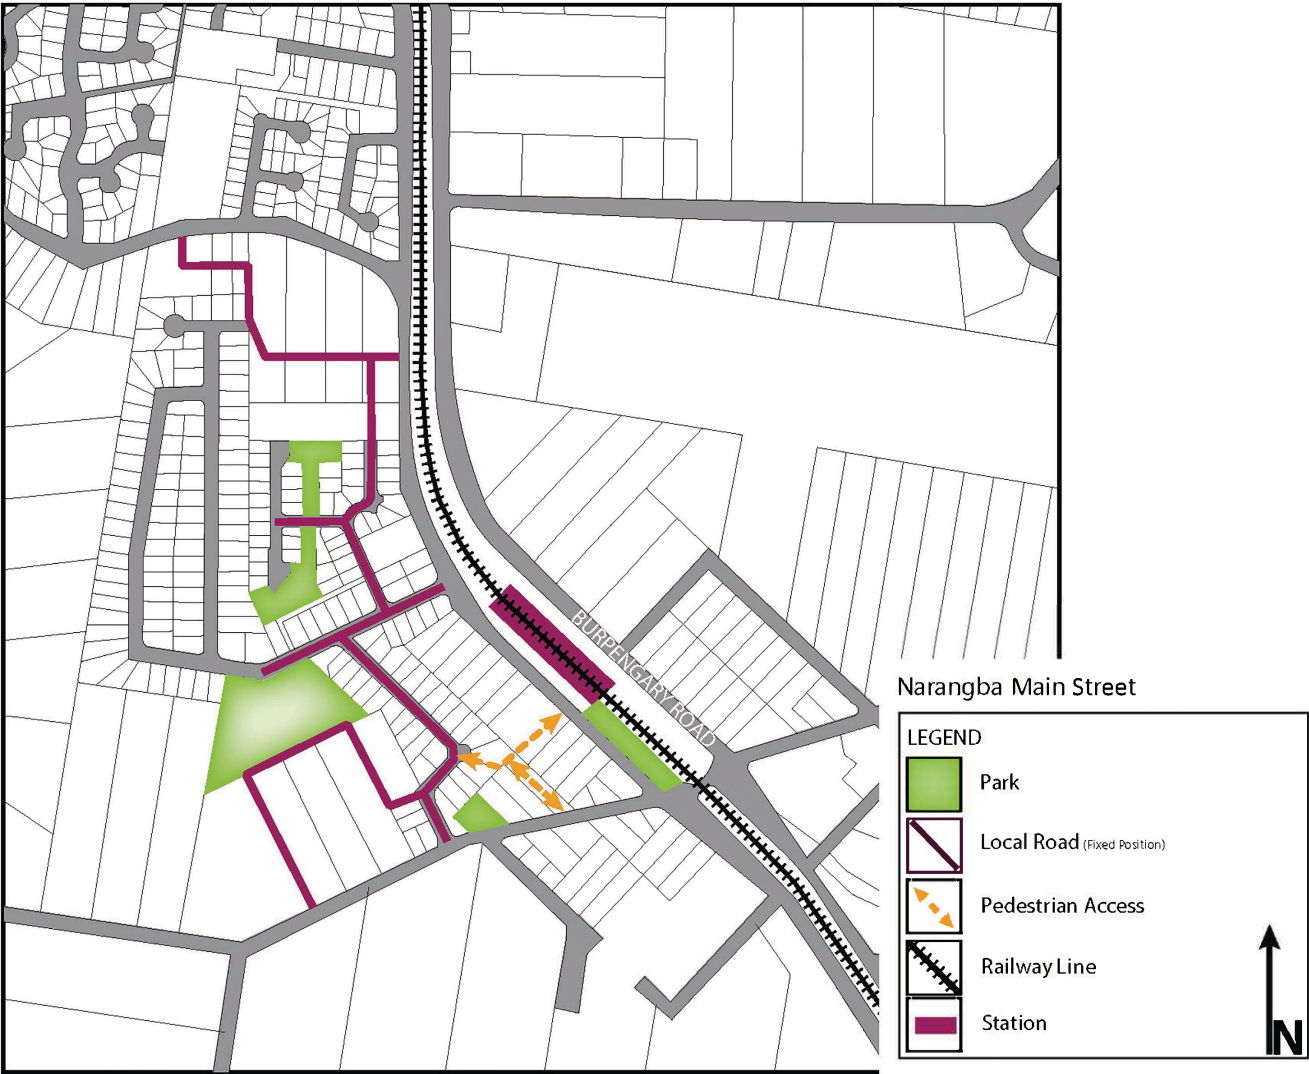 BURPENGARY ROAD
Narangba Main Street
LEGEND
Park
Local Road (Fixed Position)
Pedestrian Access
Railway Line
Station
N